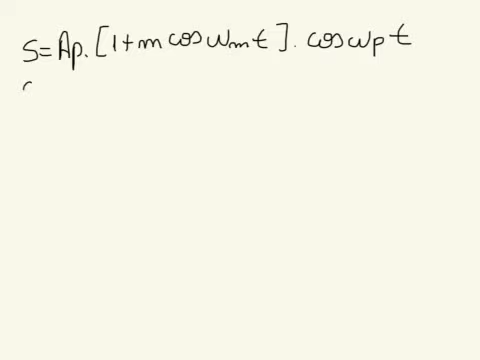 S=Ap.[1+m cos ωm t]. cos ωp t